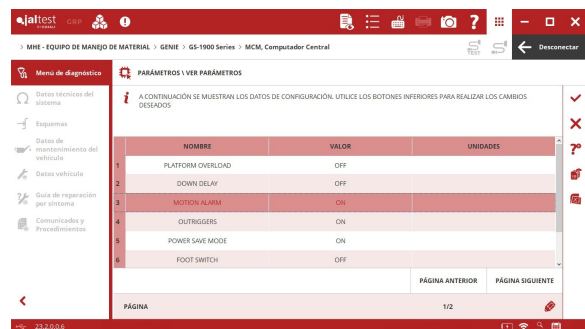 jaltest GRP
> MHE - EQUIPO DE MANEJO DE MATERIAL > GENIE > GS-1900 Series > MCM, Computador Central
Desconectar
Menú de diagnóstico
PARÁMETROS \ VER PARÁMETROS
Datos técnicos del sistema
Esquemas
Datos de mantenimiento del vehículo
Datos vehículo
Guía de reparación por síntoma
Comunicados y Procedimientos
A CONTINUACIÓN SE MUESTRAN LOS DATOS DE CONFIGURACIÓN. UTILICE LOS BOTONES INFERIORES PARA REALIZAR LOS CAMBIOS
DESEADOS
NOMBRE VALOR UNIDADES
1 PLATFORM OVERLOAD OFF
2 DOWN DELAY OFF
3 MOTION ALARM ON
4 OUTRIGGERS ON
5 POWER SAVE MODE ON
6 FOOT SWITCH OFF
PÁGINA ANTERIOR PÁGINA SIGUIENTE
PÁGINA 1/2
23.2.0.0.6